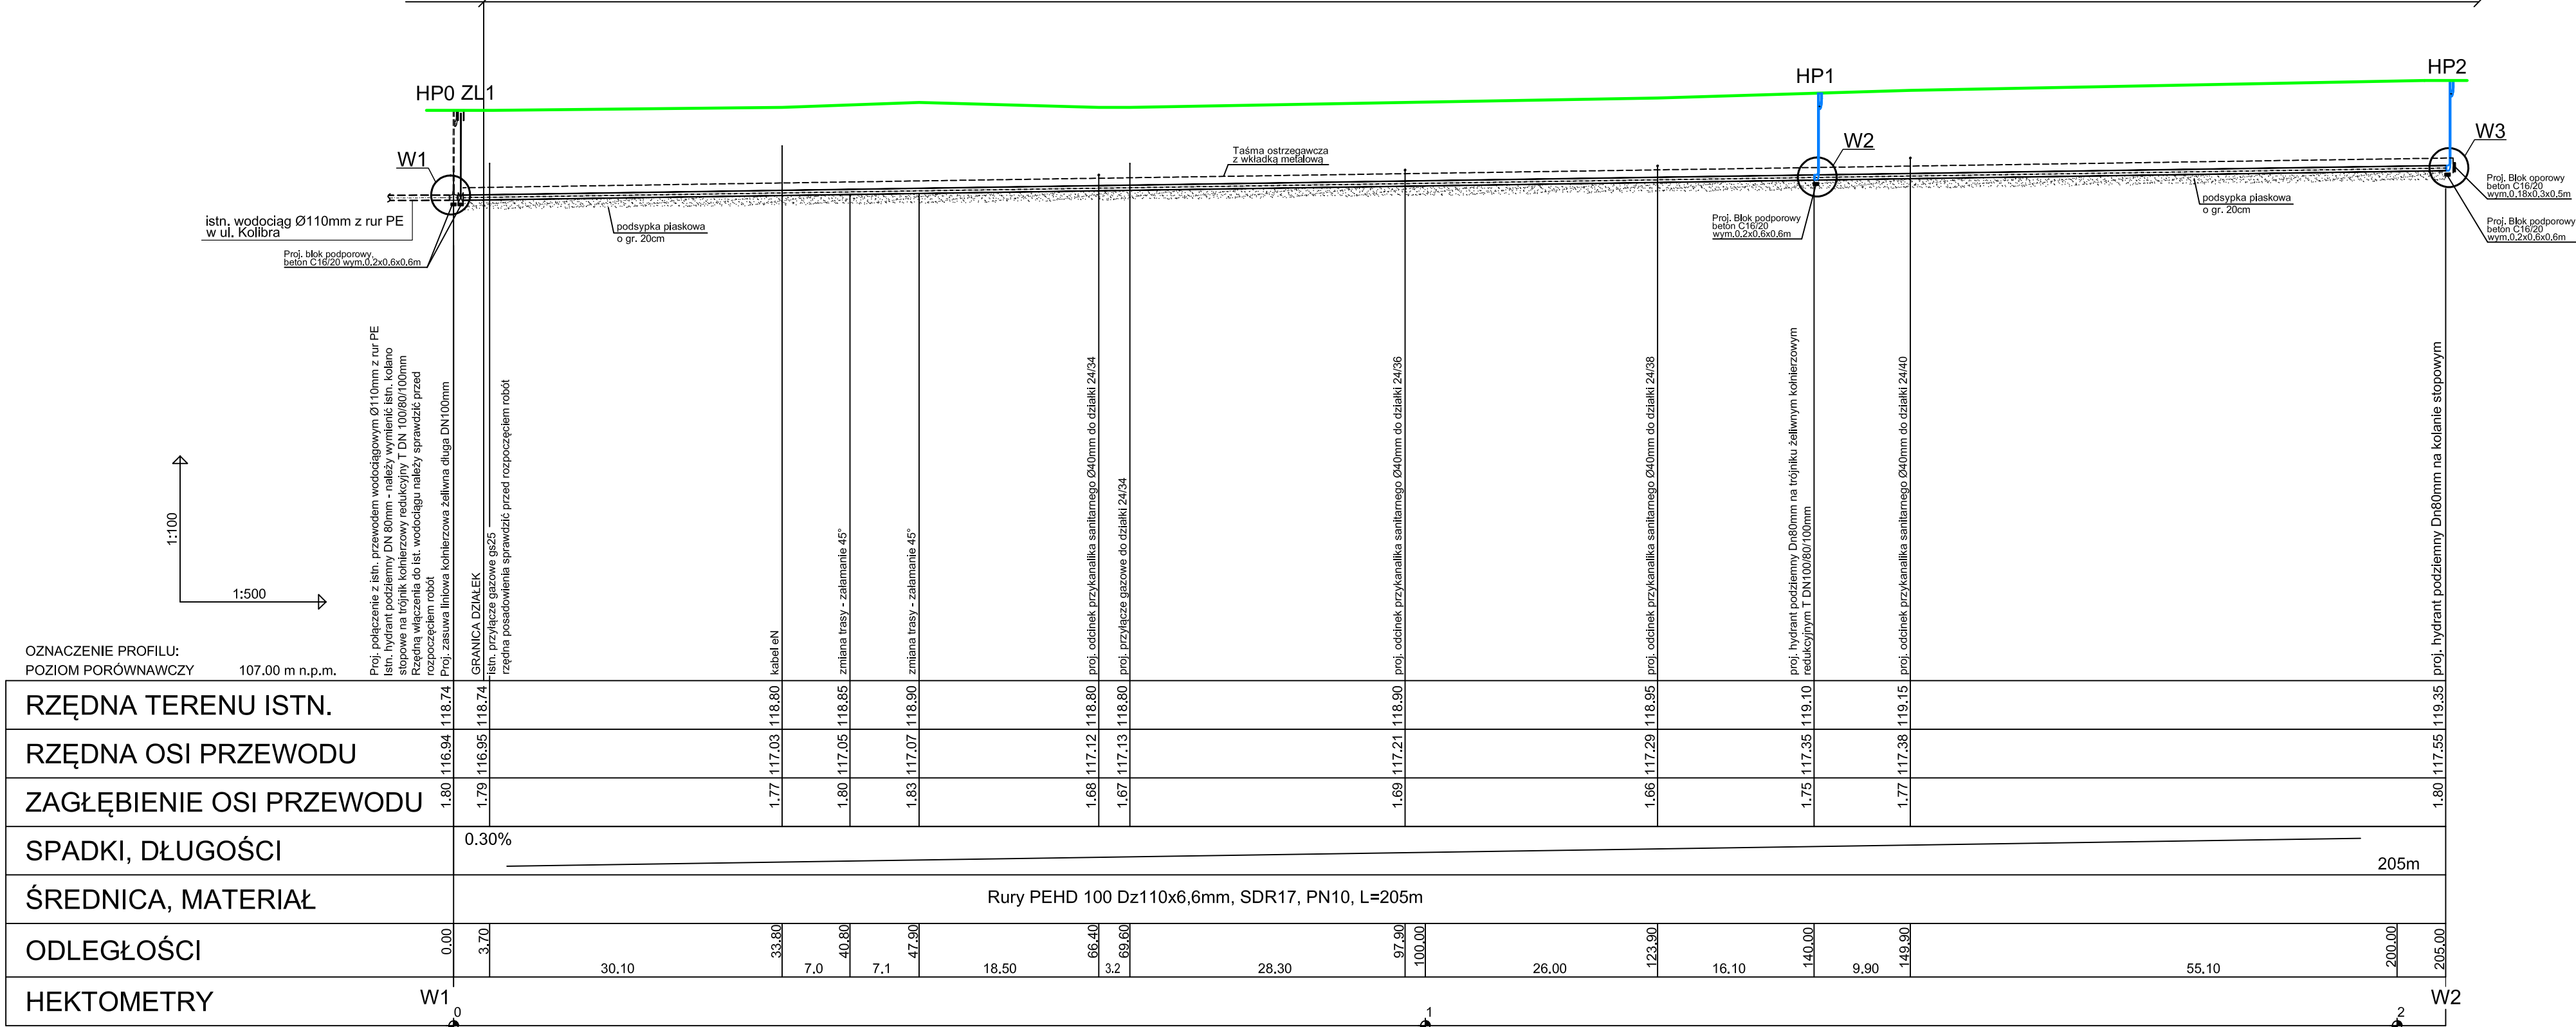 HP0 ZL1
HP1
HP2
W1
W2
W3
Taśma ostrzegawcza
z wkładką metalową
istn. wodociąg Ø110mm z rur PE
w ul. Kolibra
Proj. blok podporowy,
beton C16/20 wym.0,2x0,6x0,6m
podsypka piaskowa
o gr. 20cm
Proj. Blok podporowy
beton C16/20
wym.0,2x0,6x0,6m
podsypka piaskowa
o gr. 20cm
Proj. Blok oporowy
beton C16/20
wym.0,18x0,3x0,5m
Proj. Blok podporowy
beton C16/20
wym.0,2x0,6x0,6m
1:100
1:500
Proj. połączenie z istn. przewodem wodociągowym Ø110mm z rur PE
Istn. hydrant podziemny DN 80mm - należy wymienić istn. kolano
stopowe na trójnik kołnierzowy redukcyjny T DN 100/80/100mm
Rzędną włączenia do ist. wodociągu należy sprawdzić przed
rozpoczęciem robót
Proj. zasuwa liniowa kołnierzowa żeliwna długa DN100mm
GRANICA DZIAŁEK
istn. przyłącze gazowe gs25
rzędna posadowienia sprawdzić przed rozpoczęciem robót
kabel eN
zmiana trasy - załamanie 45°
zmiana trasy - załamanie 45°
proj. odcinek przykanalika sanitarnego Ø40mm do działki 24/34
proj. przyłącze gazowe do działki 24/34
proj. odcinek przykanalika sanitarnego Ø40mm do działki 24/36
proj. odcinek przykanalika sanitarnego Ø40mm do działki 24/38
proj. hydrant podziemny Dn80mm na trójniku żeliwnym kołnierzowym
redukcyjnym T DN100/80/100mm
proj. odcinek przykanalika sanitarnego Ø40mm do działki 24/40
proj. hydrant podziemny Dn80mm na kolanie stopowym
OZNACZENIE PROFILU:
POZIOM PORÓWNAWCZY 107.00 m n.p.m.
RZĘDNA TERENU ISTN. 118.74 118.74 118.80 118.85 118.90 118.80 118.80 118.90 118.95 119.10 119.15 119.35
RZĘDNA OSI PRZEWODU 116.94 116.95 117.03 117.05 117.07 117.12 117.13 117.21 117.29 117.35 117.38 117.55
ZAGŁĘBIENIE OSI PRZEWODU 1.80 1.79 1.77 1.80 1.83 1.68 1.67 1.69 1.66 1.75 1.77 1.80
SPADKI, DŁUGOŚCI 0.30% 205m
ŚREDNICA, MATERIAŁ Rury PEHD 100 Dz110x6,6mm, SDR17, PN10, L=205m
ODLEGŁOŚCI 0.00 3.70 33.80 40.80 47.90 66.40 69.60 97.90 100.00 123.90 140.00 149.90 200.00 205.00
30.10 7.0 7.1 18.50 3.2 28.30 26.00 16.10 9.90 55.10
HEKTOMETRY W1 0 1 2 W2